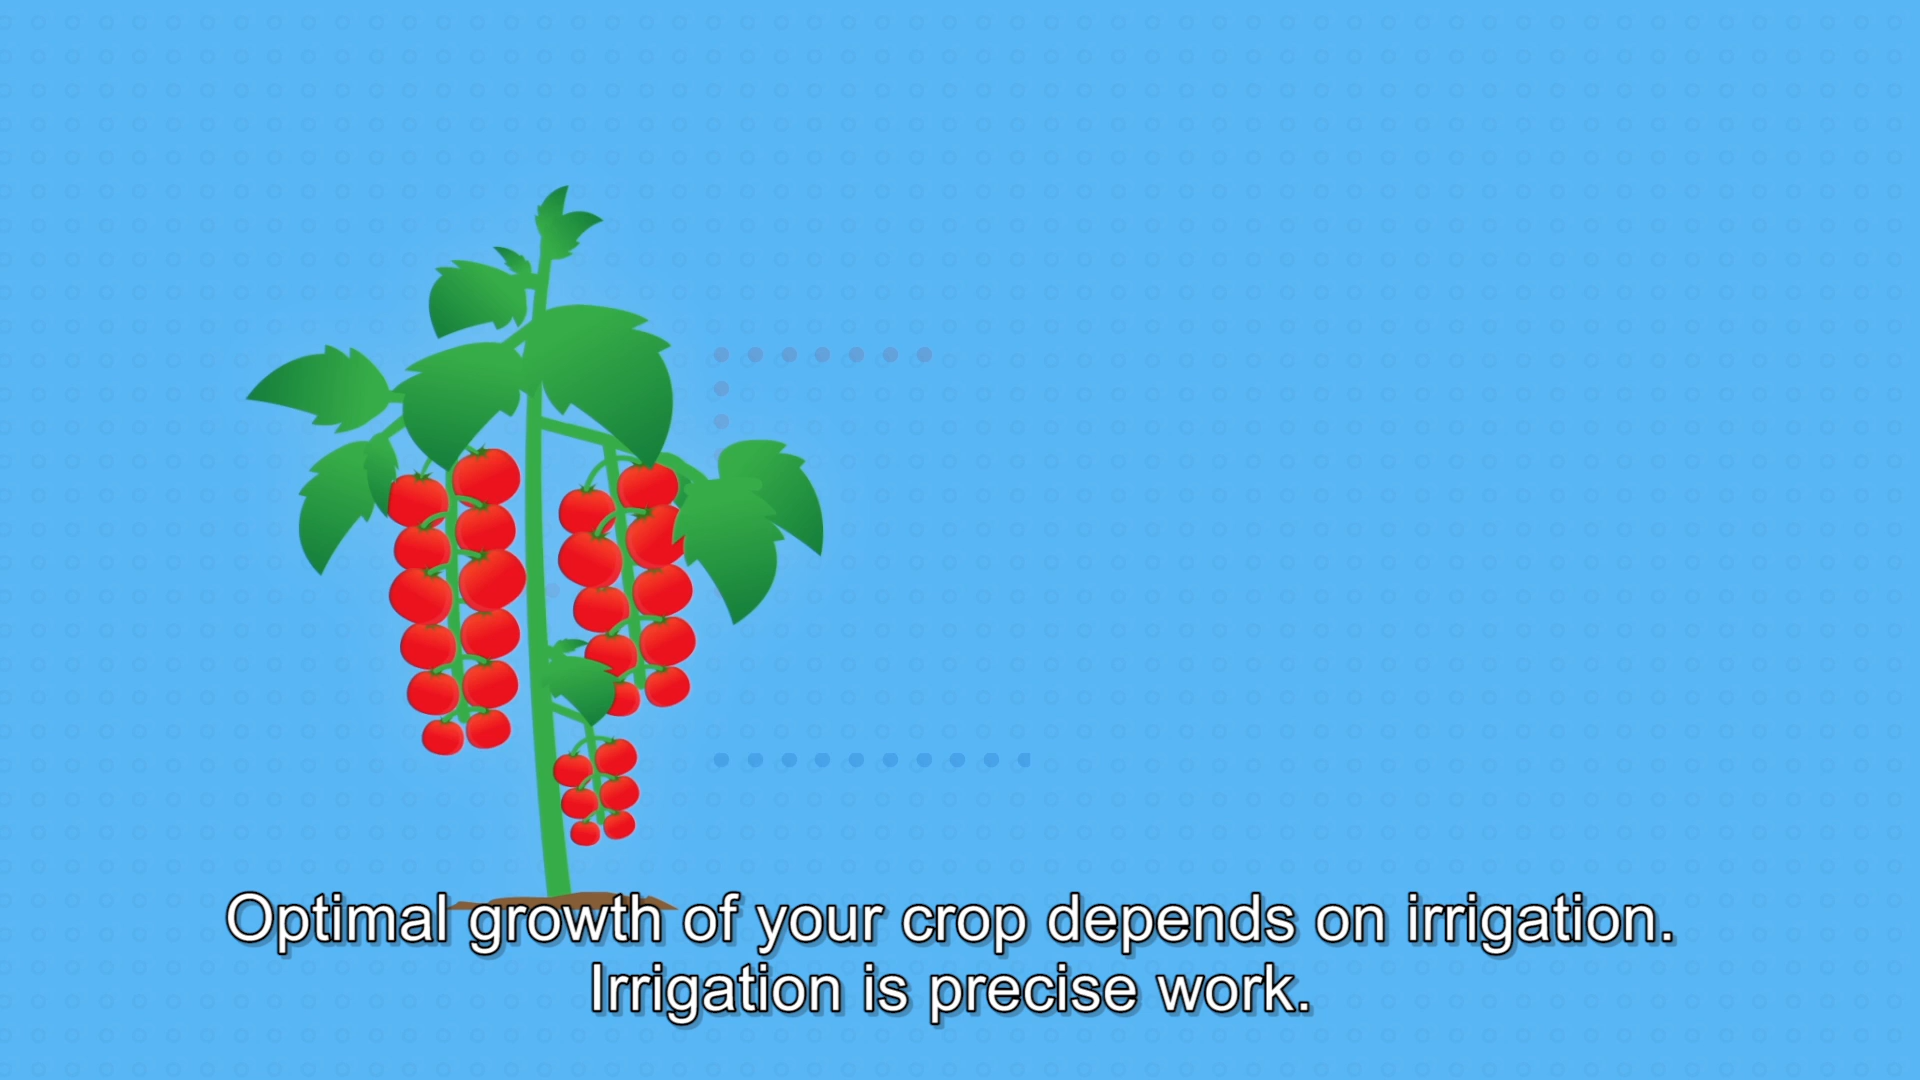 Optimal growth of your crop depends on irrigation.
Irrigation is precise work.